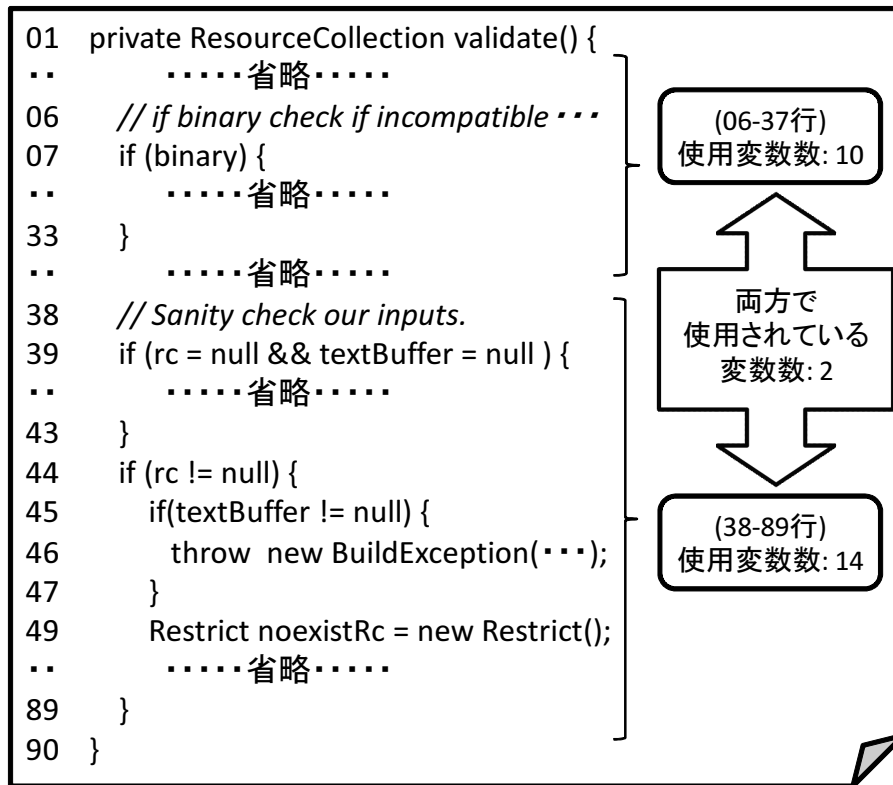 01 private ResourceCollection validate() {
・・ ・・・・・省略・・・・・
06 // if binary check if incompatible・・・
07 if (binary) {
・・ ・・・・・省略・・・・・
33 }
・・ ・・・・・省略・・・・・
38 // Sanity check our inputs.
39 if (rc = null && textBuffer = null ) {
・・ ・・・・・省略・・・・・
43 }
44 if (rc != null) {
45 if(textBuffer != null) {
46 throw new BuildException(・・・);
47 }
49 Restrict noexistRc = new Restrict();
・・ ・・・・・省略・・・・・
89 }
90 }
(06-37行)
使用変数数: 10
両方で
使用されている
変数数: 2
(38-89行)
使用変数数: 14